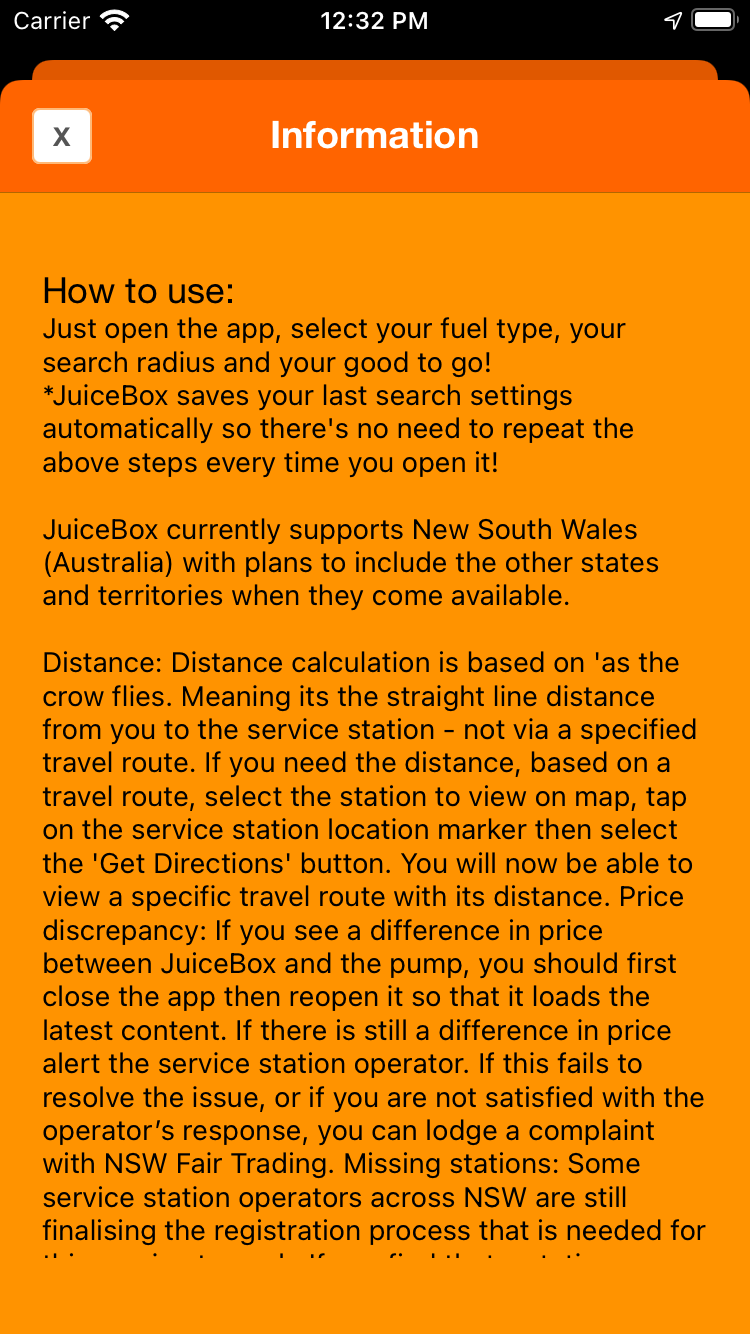 Carrier 12:32 PM
X Information
How to use:
Just open the app, select your fuel type, your
search radius and your good to go!
*JuiceBox saves your last search settings
automatically so there's no need to repeat the
above steps every time you open it!
JuiceBox currently supports New South Wales
(Australia) with plans to include the other states
and territories when they come available.
Distance: Distance calculation is based on 'as the
crow flies. Meaning its the straight line distance
from you to the service station - not via a specified
travel route. If you need the distance, based on a
travel route, select the station to view on map, tap
on the service station location marker then select
the 'Get Directions' button. You will now be able to
view a specific travel route with its distance. Price
discrepancy: If you see a difference in price
between JuiceBox and the pump, you should first
close the app then reopen it so that it loads the
latest content. If there is still a difference in price
alert the service station operator. If this fails to
resolve the issue, or if you are not satisfied with the
operator’s response, you can lodge a complaint
with NSW Fair Trading. Missing stations: Some
service station operators across NSW are still
finalising the registration process that is needed for